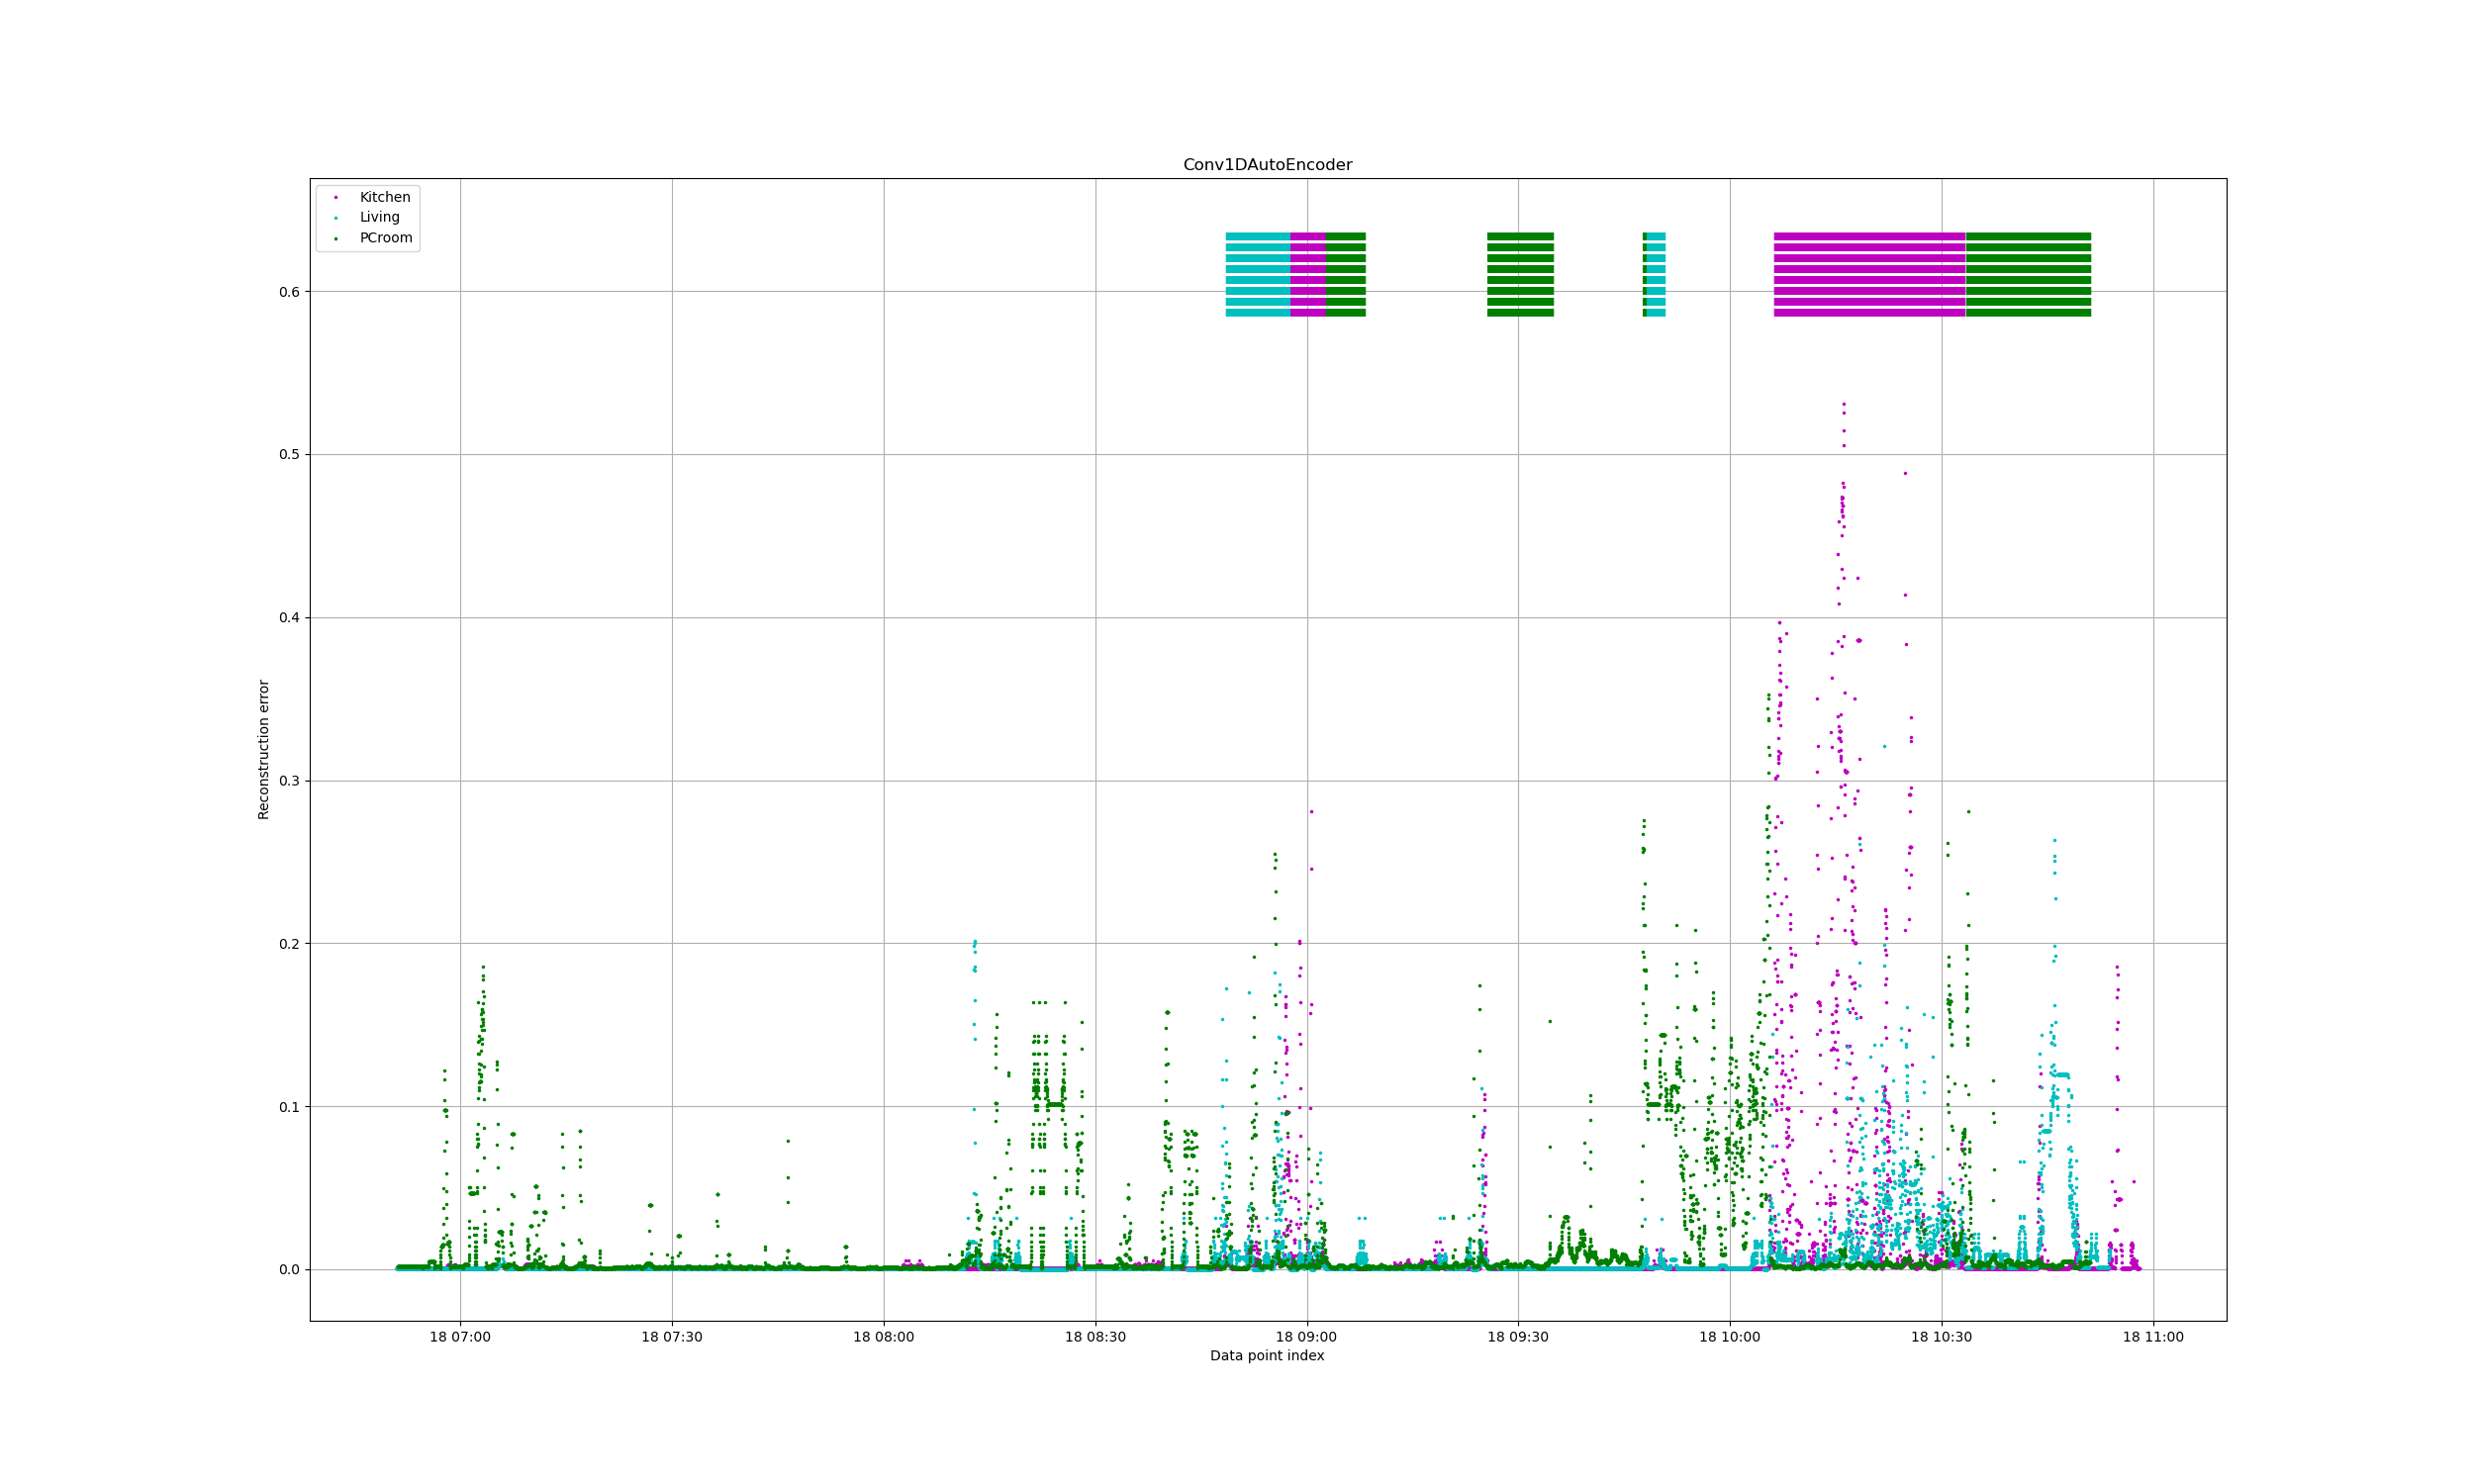 Conv1DAutoEncoder
Kitchen
Living
PCroom
0.6
0.5
0.4
0.3
0.2
0.1
0.0
Reconstruction error
18 07:00 18 07:30 18 08:00 18 08:30 18 09:00 18 09:30 18 10:00 18 10:30 18 11:00
Data point index